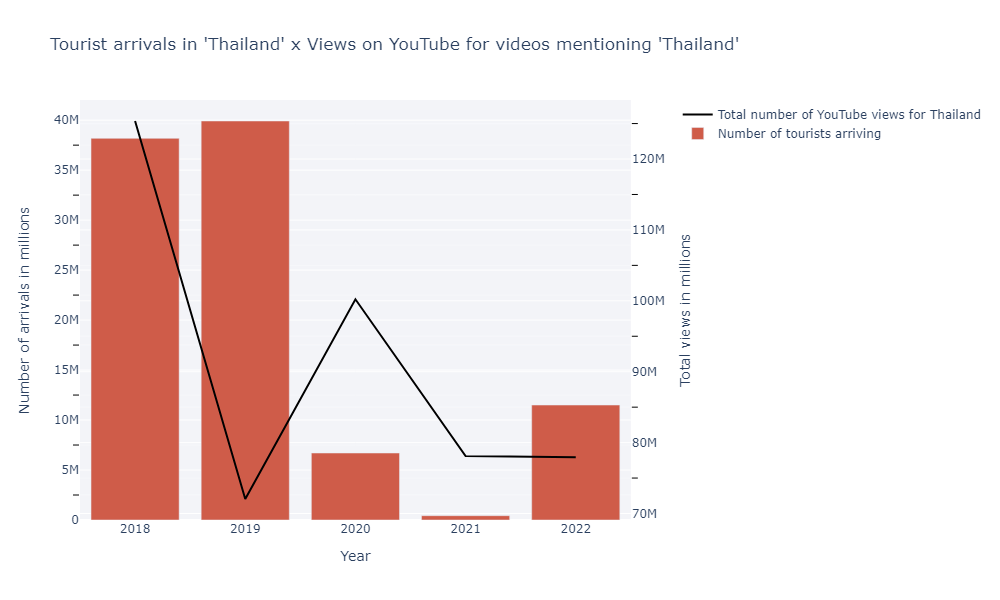 Tourist arrivals in 'Thailand' x Views on YouTube for videos mentioning 'Thailand'
Total number of YouTube views for Thailand
Number of tourists arriving
Number of arrivals in millions
40M
35M
30M
25M
20M
15M
10M
5M
0
120M
110M
100M
90M
80M
70M
Total views in millions
2018 2019 2020 2021 2022
Year